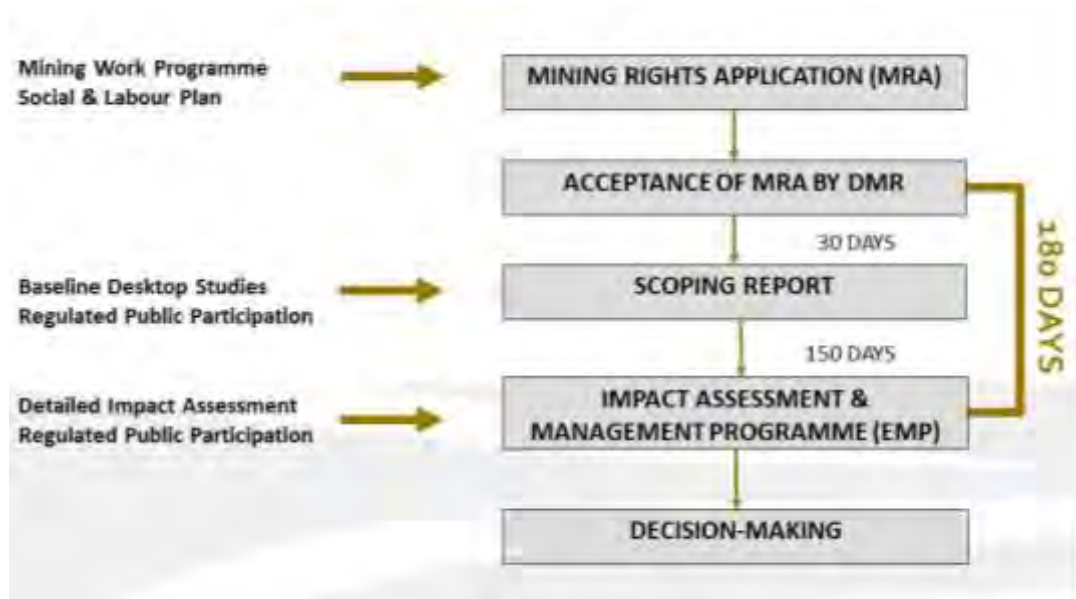 Mining Work Programme
Social & Labour Plan
MINING RIGHTS APPLICATION (MRA)
ACCEPTANCE OF MRA BY DMR
30 DAYS
Baseline Desktop Studies
Regulated Public Participation
SCOPING REPORT
150 DAYS
180 DAYS
Detailed Impact Assessment
Regulated Public Participation
IMPACT ASSESSMENT &
MANAGEMENT PROGRAMME (EMP)
DECISION-MAKING